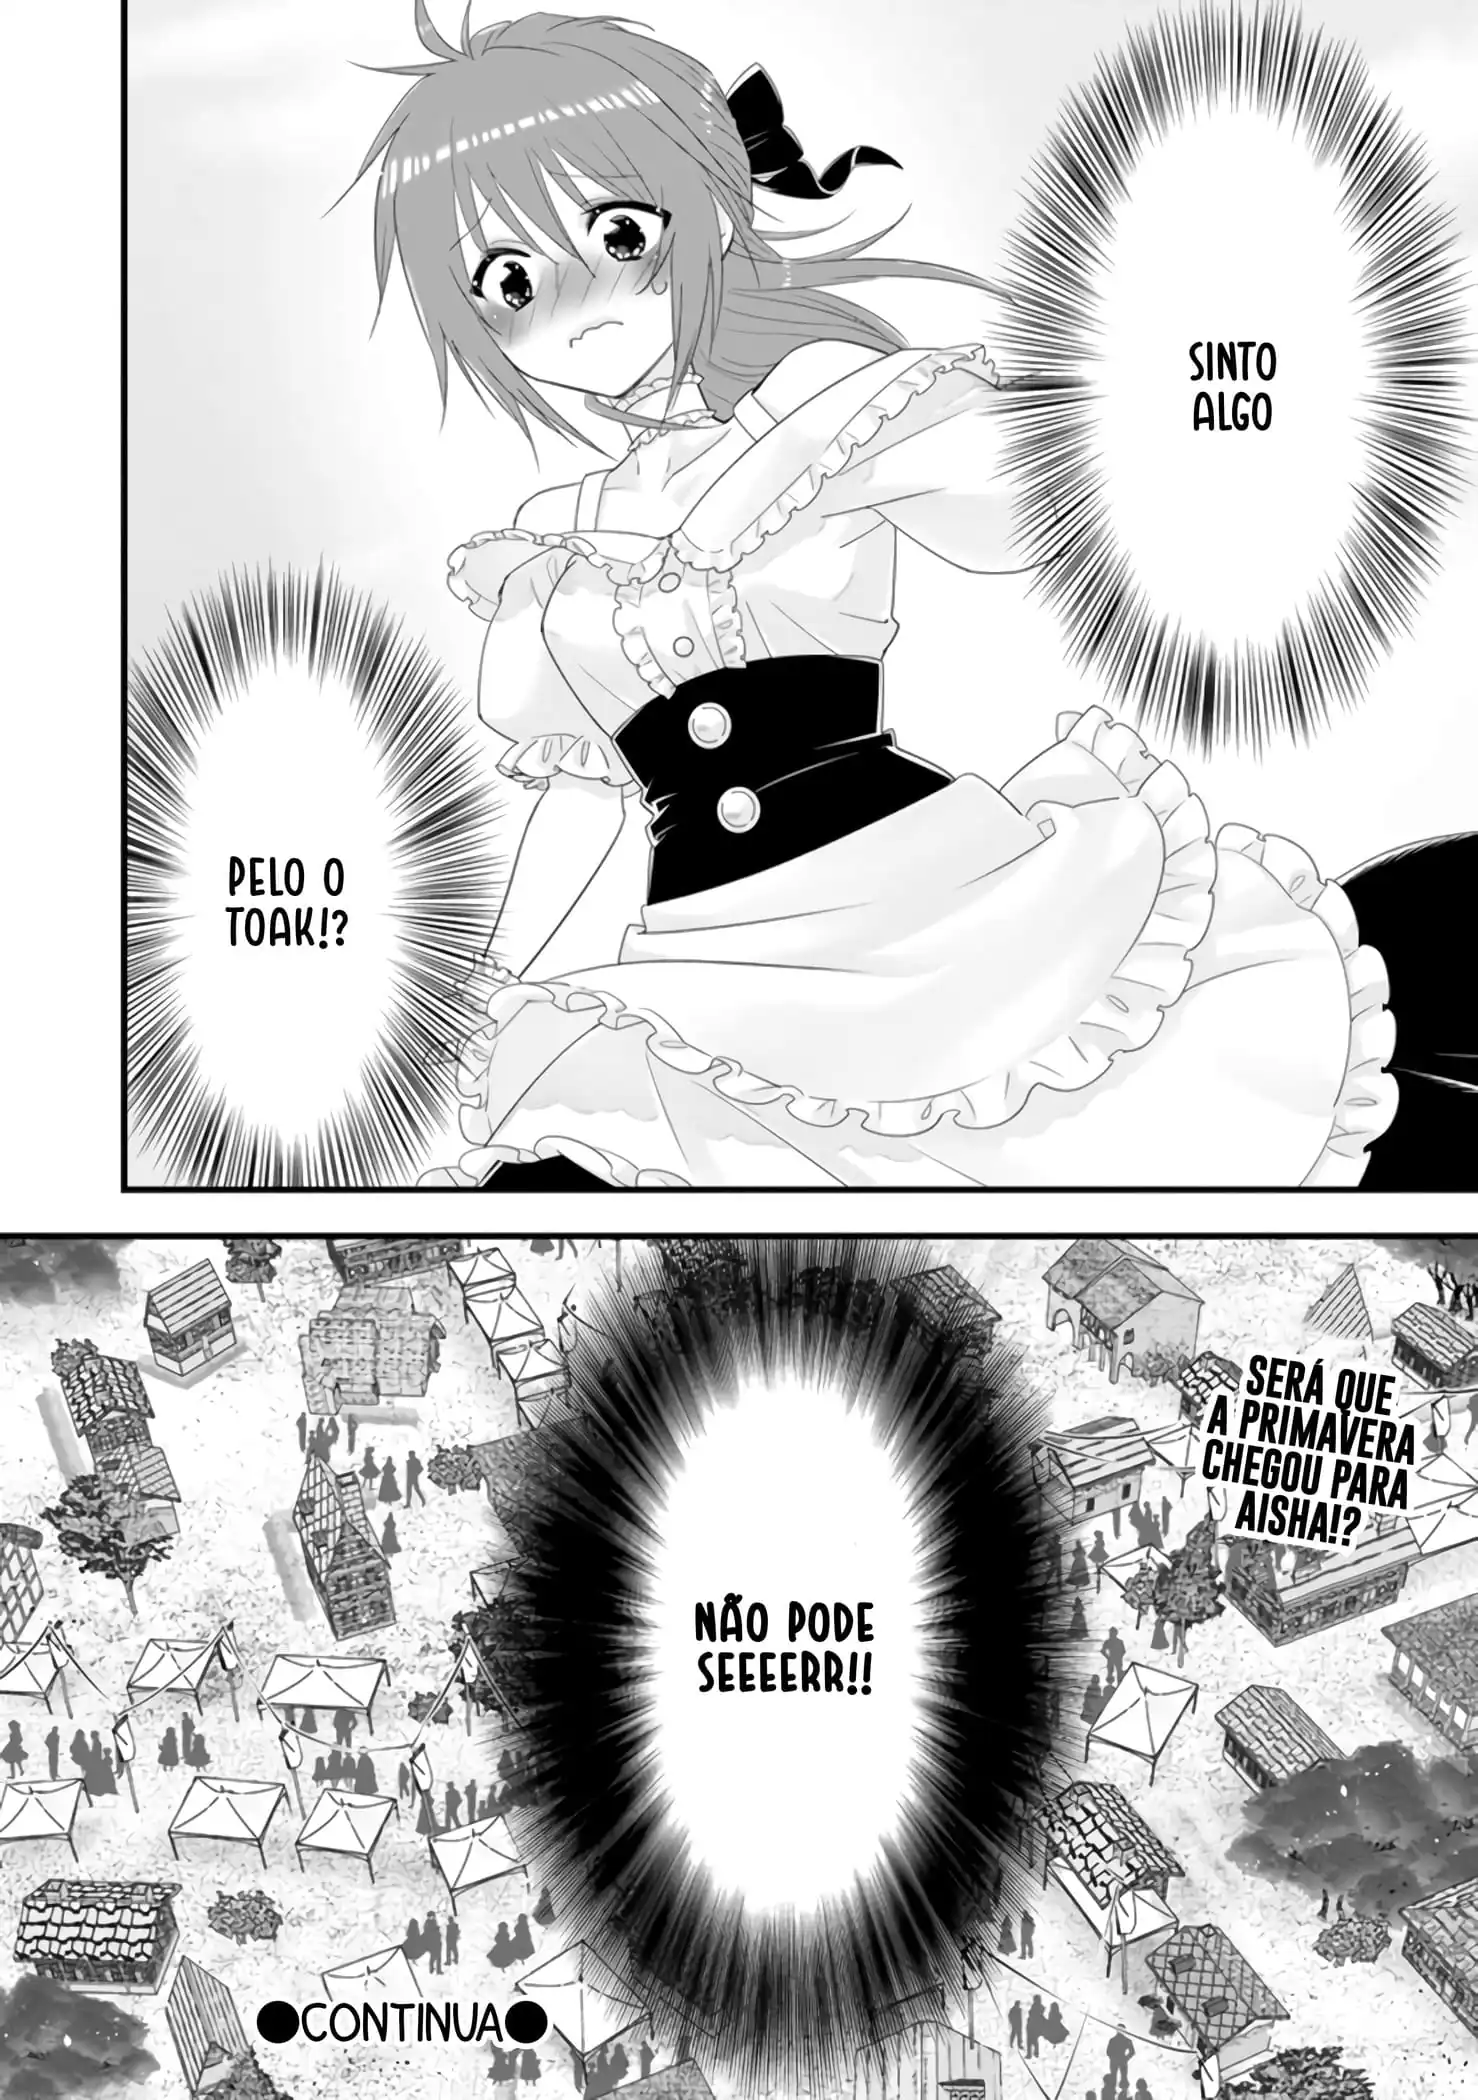 SINTO
ALGO
PELO O
TOAK!?
SERÁ QUE
A PRIMAVERA
CHEGOU PARA
AISHA!?
NÃO PODE
SEEEERR!!
●CONTINUA●